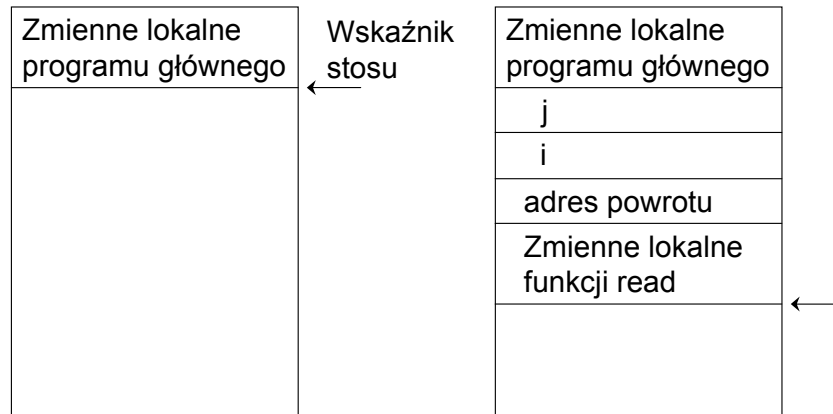 Zmienne lokalne
programu głównego
Wskaźnik
stosu
Zmienne lokalne
programu głównego
j
i
adres powrotu
Zmienne lokalne
funkcji read